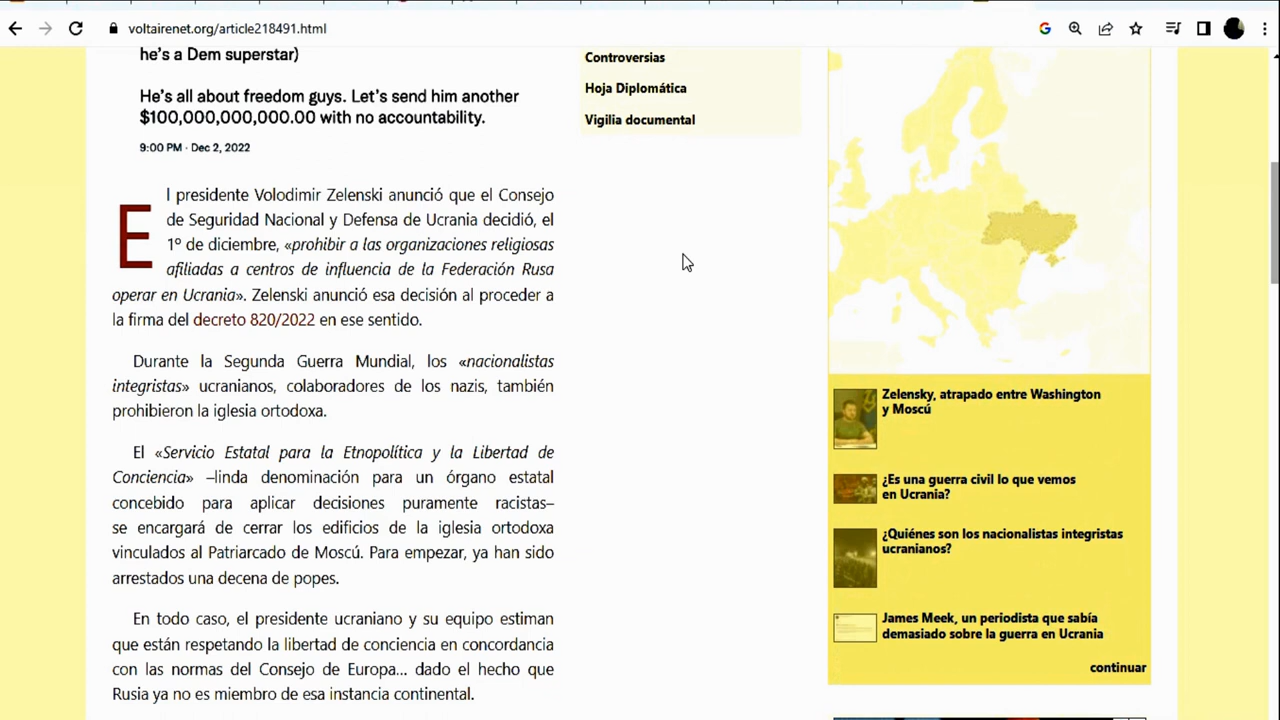 voltairenet.org/article218491.html
he's a Dem superstar)
He's all about freedom guys. Let's send him another
$100,000,000,000.00 with no accountability.
9:00 PM · Dec 2, 2022
El presidente Volodimir Zelenski anunció que el Consejo
de Seguridad Nacional y Defensa de Ucrania decidió, el
1º de diciembre, «prohibir a las organizaciones religiosas
afiliadas a centros de influencia de la Federación Rusa
operar en Ucrania». Zelenski anunció esa decisión al proceder a
la firma del decreto 820/2022 en ese sentido.
Durante la Segunda Guerra Mundial, los «nacionalistas
integristas» ucranianos, colaboradores de los nazis, también
prohibieron la iglesia ortodoxa.
El «Servicio Estatal para la Etnopolítica y la Libertad de
Conciencia» –linda denominación para un órgano estatal
concebido para aplicar decisiones puramente racistas–
se encargará de cerrar los edificios de la iglesia ortodoxa
vinculados al Patriarcado de Moscú. Para empezar, ya han sido
arrestados una decena de popes.
En todo caso, el presidente ucraniano y su equipo estiman
que están respetando la libertad de conciencia en concordancia
con las normas del Consejo de Europa... dado el hecho que
Rusia ya no es miembro de esa instancia continental.
Controversias
Hoja Diplomática
Vigilia documental
Zelensky, atrapado entre Washington
y Moscú
¿Es una guerra civil lo que vemos
en Ucrania?
¿Quiénes son los nacionalistas integristas
ucranianos?
James Meek, un periodista que sabía
demasiado sobre la guerra en Ucrania
continuar